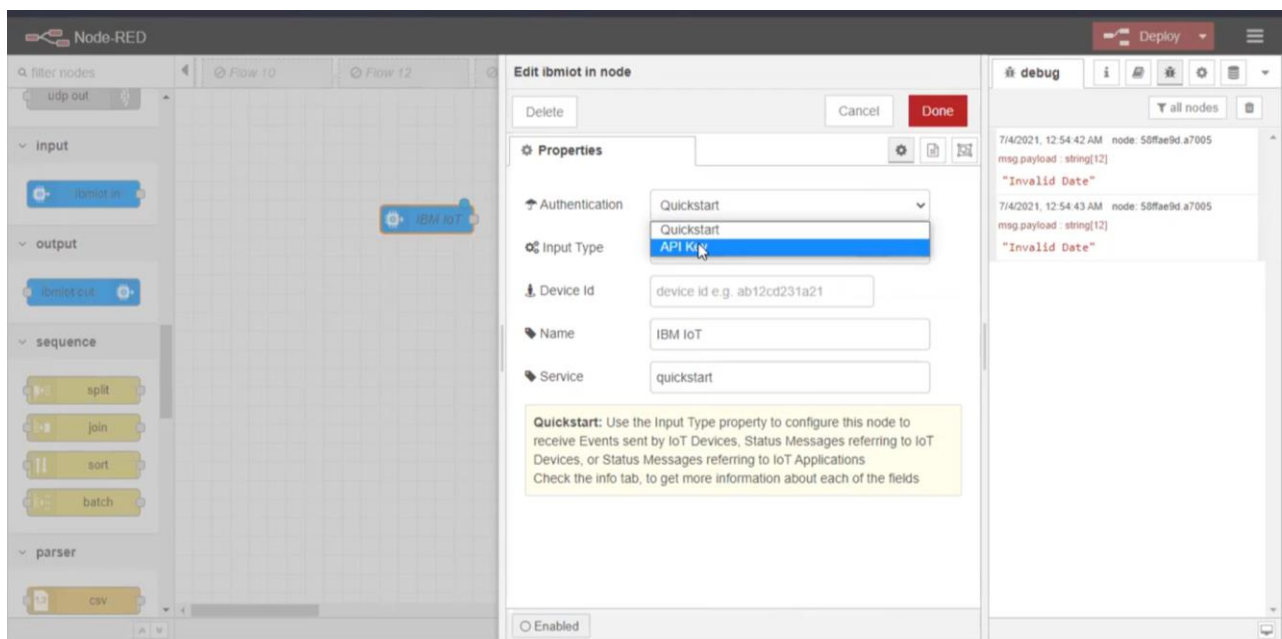 Node-RED
Deploy
filter nodes
Flow 10
Flow 12
Edit ibmiot in node
debug
udp out
Delete
Cancel
Done
all nodes
input
Properties
7/4/2021, 12:54:42 AM node: 58ffae9d.a7005
msg.payload : string[12]
"Invalid Date"
ibmiot in
IBM IoT
Authentication
Quickstart
Quickstart
API Key
7/4/2021, 12:54:43 AM node: 58ffae9d.a7005
msg.payload : string[12]
"Invalid Date"
output
Input Type
ibmiot out
Device Id
device id e.g. ab12cd231a21
Name
IBM IoT
sequence
Service
quickstart
split
join
sort
batch
Quickstart: Use the Input Type property to configure this node to
receive Events sent by IoT Devices, Status Messages referring to IoT
Devices, or Status Messages referring to IoT Applications
Check the info tab, to get more information about each of the fields
parser
csv
Enabled